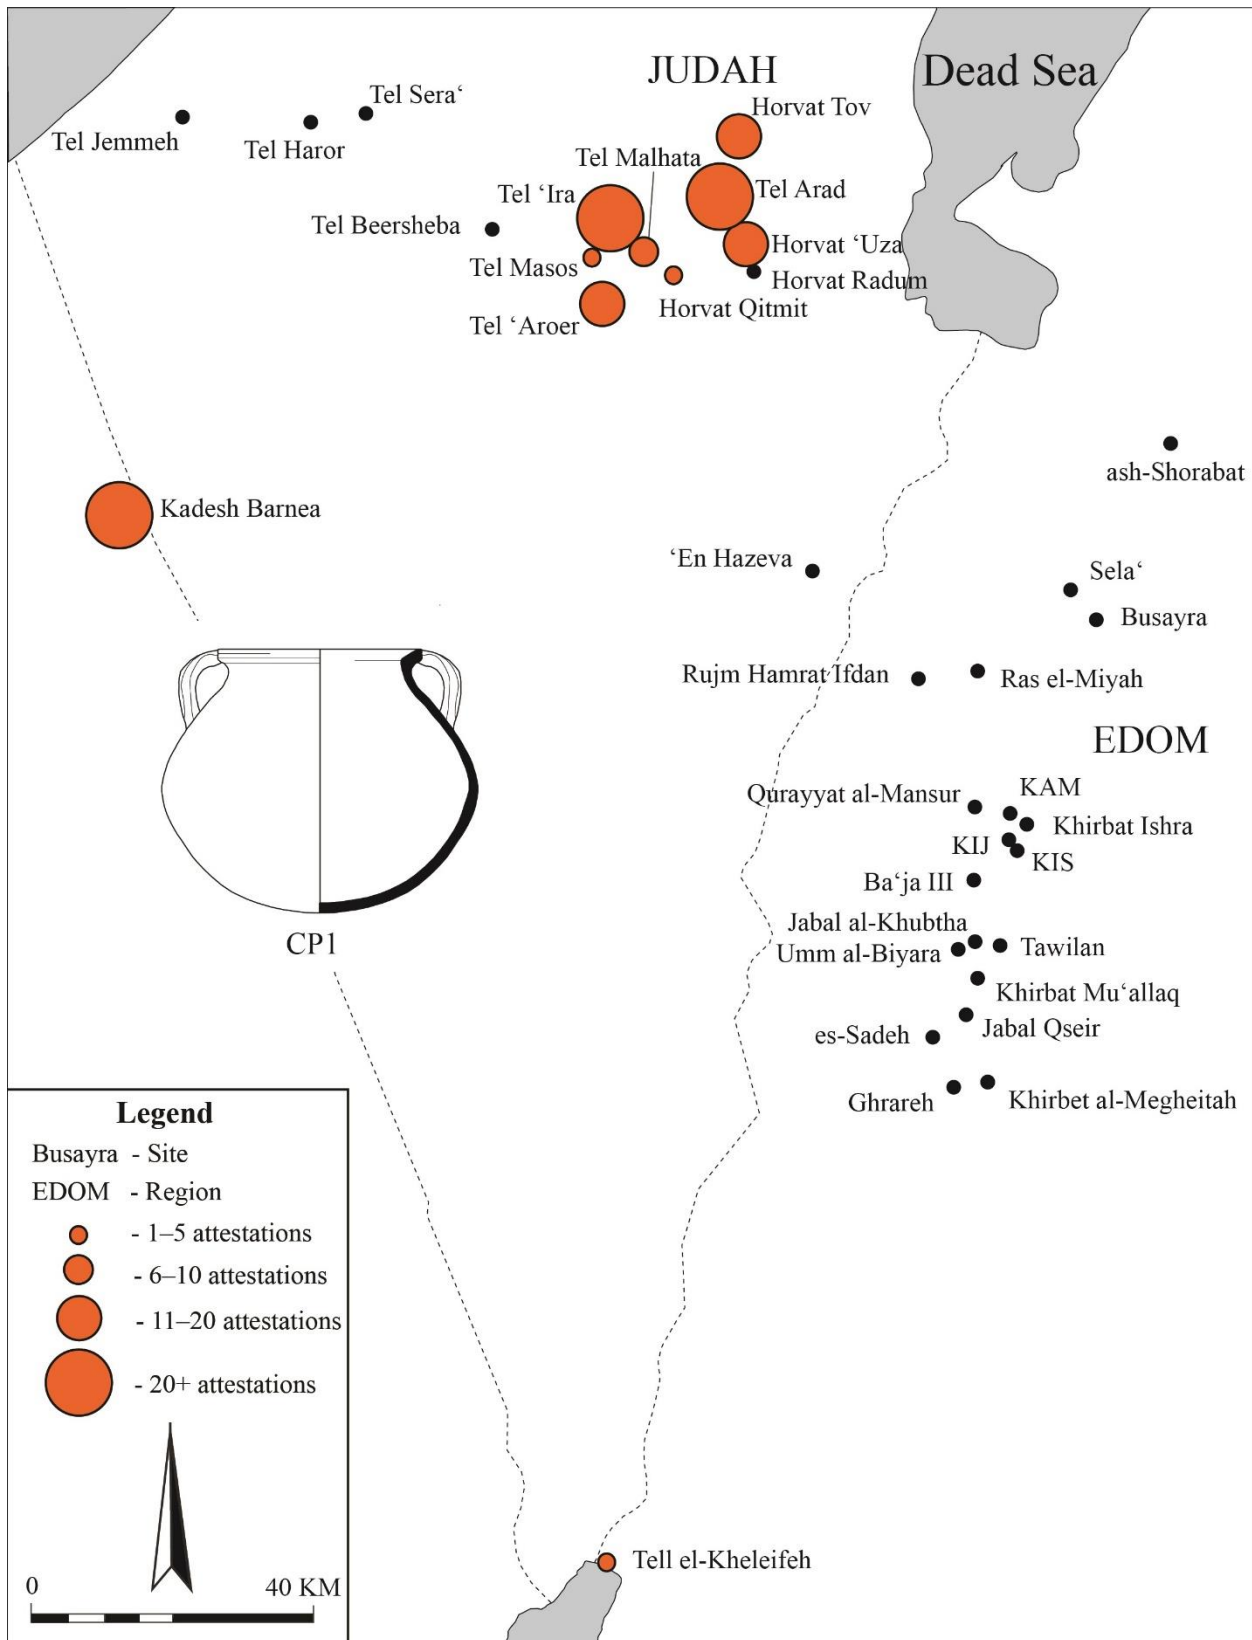 JUDAH
Dead Sea
Tel Sera‘
Tel Jemmeh
Tel Haror
Horvat Tov
Tel Malhata
Tel ‘Ira
Tel Arad
Tel Beersheba
Horvat ‘Uza
Tel Masos
Horvat Radum
Horvat Qitmit
Tel ‘Aroer
ash-Shorabat
Kadesh Barnea
‘En Hazeva
Sela‘
Busayra
Rujm Hamrat Ifdan
Ras el-Miyah
EDOM
Qurayyat al-Mansur
KAM
Khirbat Ishra
KIJ
KIS
Ba‘ja III
Jabal al-Khubtha
Umm al-Biyara
Tawilan
Khirbat Mu‘allaq
Jabal Qseir
es-Sadeh
Ghrareh
Khirbet al-Megheitah
CP1
Legend
Busayra - Site
EDOM - Region
- 1–5 attestations
- 6–10 attestations
- 11–20 attestations
- 20+ attestations
0 40 KM
Tell el-Kheleifeh